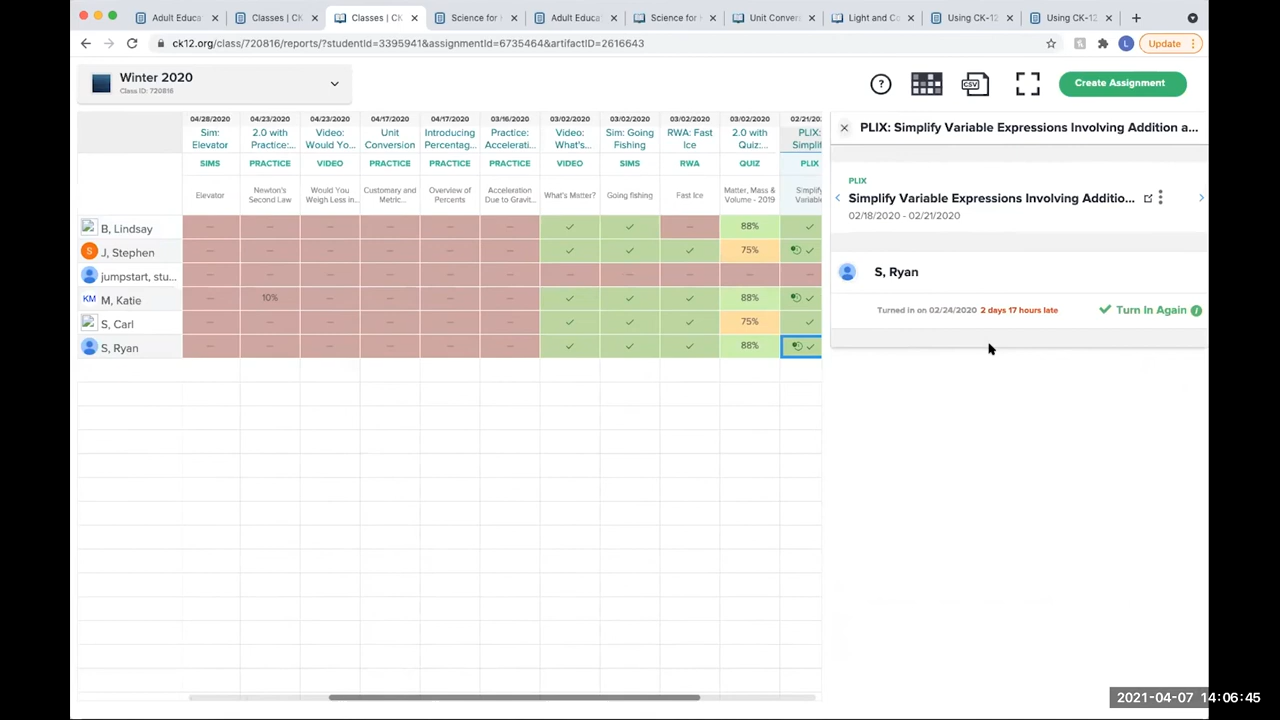 Adult Educa
Classes | CK
Classes | CK
Science for
Adult Educa
Science for
Unit Conver
Light and Co
Using CK-12
Using CK-12
ck12.org/class/720816/reports/?studentId=3395941&assignmentId=6735464&artifactID=2616643
L
Update
Winter 2020
Class ID: 720816
?
CSV
Create Assignment
04/28/2020 04/23/2020 04/23/2020 04/17/2020 04/17/2020 03/16/2020 03/02/2020 03/02/2020 03/02/2020 03/02/2020 02/21/20
Sim: Elevator
2.0 with Practice:...
Video: Would Yo...
Unit Conversion
Introducing Percentag...
Practice: Accelerati...
Video: What's...
Sim: Going Fishing
RWA: Fast Ice
2.0 with Quiz:...
PLIX: Simplif
SIMS PRACTICE VIDEO PRACTICE PRACTICE PRACTICE VIDEO SIMS RWA QUIZ PLIX
Elevator
Newton's Second Law
Would You Weigh Less in...
Customary and Metric...
Overview of Percents
Acceleration Due to Gravit...
What's Matter?
Going fishing
Fast Ice
Matter, Mass & Volume - 2019
Simplify Variable
B, Lindsay — — — — — — ✓ ✓ — 88% ✓
S J, Stephen — — — — — — ✓ ✓ ✓ 75% ✓
jumpstart, stu... — — — — — — — — — — —
KM M, Katie — 10% — — — — ✓ ✓ ✓ 88% ✓
S, Carl — — — — — — ✓ ✓ ✓ 75% ✓
S, Ryan — — — — — — ✓ ✓ ✓ 88% ✓
PLIX: Simplify Variable Expressions Involving Addition a...
PLIX
Simplify Variable Expressions Involving Additio...
02/18/2020 - 02/21/2020
S, Ryan
Turned in on 02/24/2020 2 days 17 hours late
Turn In Again
2021-04-07 14:06:45